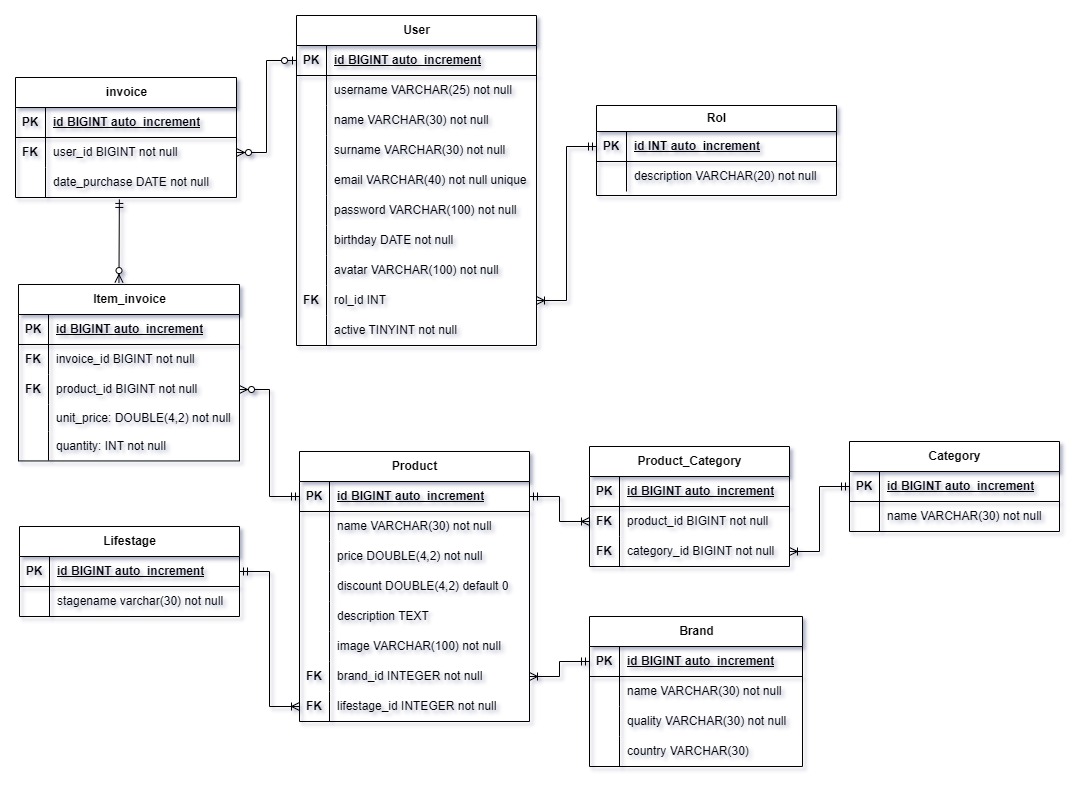 User
PK id BIGINT auto_increment
username VARCHAR(25) not null
name VARCHAR(30) not null
surname VARCHAR(30) not null
email VARCHAR(40) not null unique
password VARCHAR(100) not null
birthday DATE not null
avatar VARCHAR(100) not null
FK rol_id INT
active TINYINT not null
invoice
PK id BIGINT auto_increment
FK user_id BIGINT not null
date_purchase DATE not null
Rol
PK id INT auto_increment
description VARCHAR(20) not null
Item_invoice
PK id BIGINT auto_increment
FK invoice_id BIGINT not null
FK product_id BIGINT not null
unit_price: DOUBLE(4,2) not null
quantity: INT not null
Product
PK id BIGINT auto_increment
name VARCHAR(30) not null
price DOUBLE(4,2) not null
discount DOUBLE(4,2) default 0
description TEXT
image VARCHAR(100) not null
FK brand_id INTEGER not null
FK lifestage_id INTEGER not null
Product_Category
PK id BIGINT auto_increment
FK product_id BIGINT not null
FK category_id BIGINT not null
Category
PK id BIGINT auto_increment
name VARCHAR(30) not null
Lifestage
PK id BIGINT auto_increment
stagename varchar(30) not null
Brand
PK id BIGINT auto_increment
name VARCHAR(30) not null
quality VARCHAR(30) not null
country VARCHAR(30)